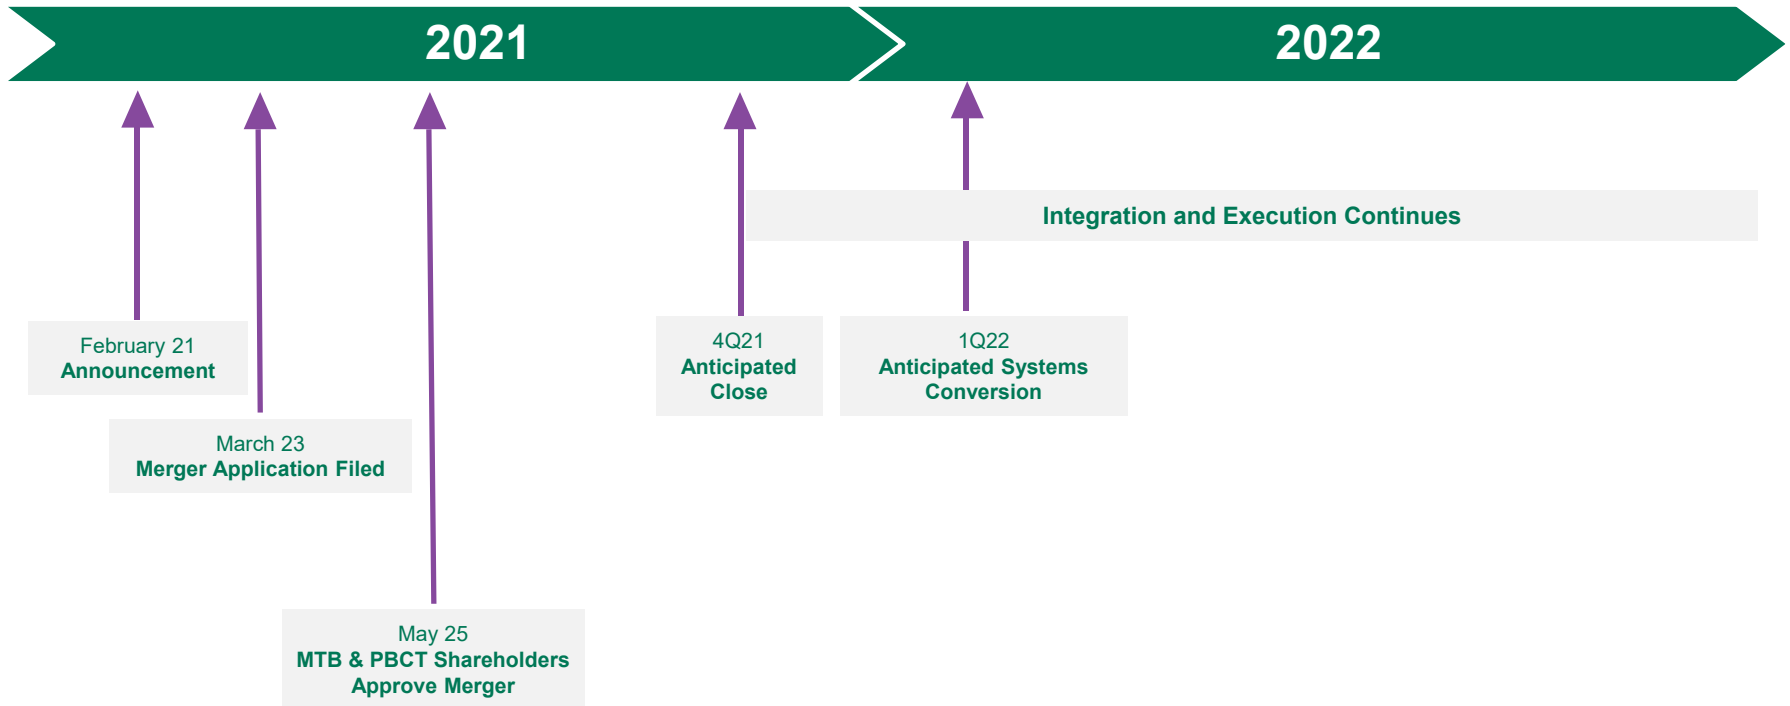 2021
2022
Integration and Execution Continues
February 21
Announcement
March 23
Merger Application Filed
May 25
MTB & PBCT Shareholders
Approve Merger
4Q21
Anticipated
Close
1Q22
Anticipated Systems
Conversion